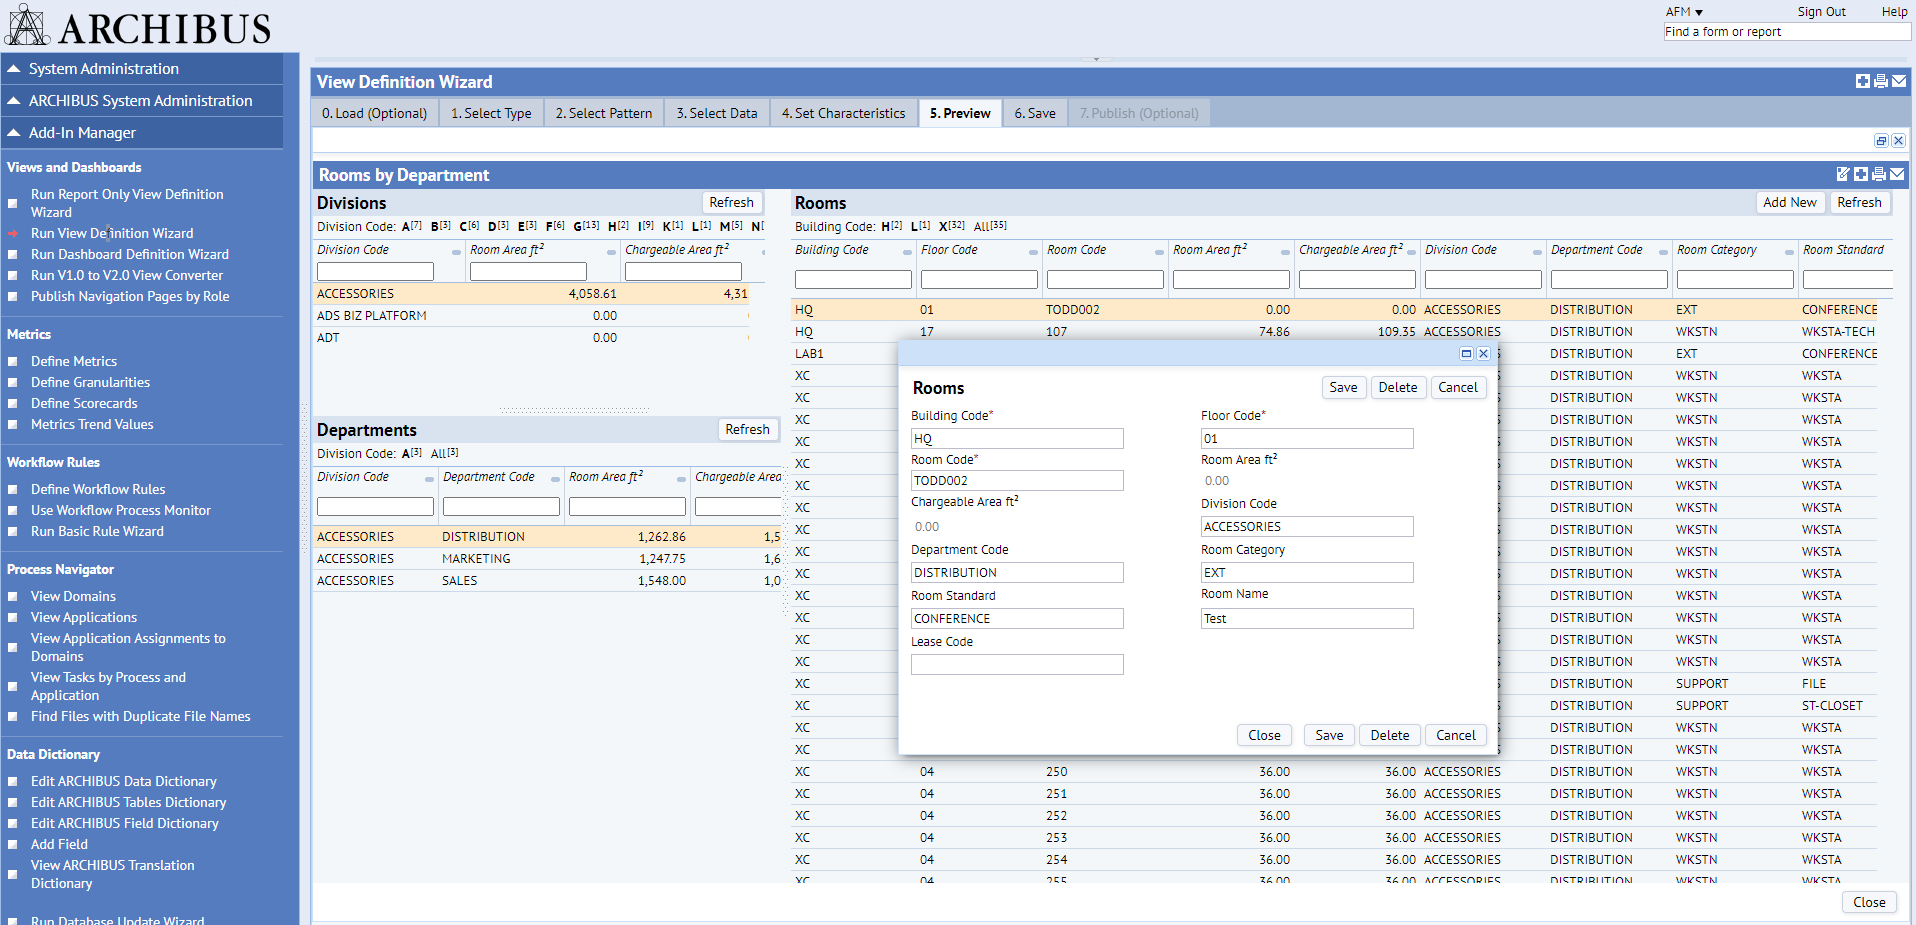 ARCHIBUS
AFM ▼ Sign Out Help
Find a form or report
System Administration
ARCHIBUS System Administration
Add-In Manager
Views and Dashboards
Run Report Only View Definition
Wizard
Run View Definition Wizard
Run Dashboard Definition Wizard
Run V1.0 to V2.0 View Converter
Publish Navigation Pages by Role
Metrics
Define Metrics
Define Granularities
Define Scorecards
Metrics Trend Values
Workflow Rules
Define Workflow Rules
Use Workflow Process Monitor
Run Basic Rule Wizard
Process Navigator
View Domains
View Applications
View Application Assignments to
Domains
View Tasks by Process and
Application
Find Files with Duplicate File Names
Data Dictionary
Edit ARCHIBUS Data Dictionary
Edit ARCHIBUS Tables Dictionary
Edit ARCHIBUS Field Dictionary
Add Field
View ARCHIBUS Translation
Dictionary
Run Database Update Wizard
View Definition Wizard
0. Load (Optional) 1. Select Type 2. Select Pattern 3. Select Data 4. Set Characteristics 5. Preview 6. Save 7. Publish (Optional)
Rooms by Department
Divisions Refresh
Division Code: A[7] B[3] C[6] D[3] E[3] F[6] G[13] H[2] I[9] K[1] L[1] M[5] N[
Division Code Room Area ft² Chargeable Area ft²
ACCESSORIES 4,058.61 4,31
ADS BIZ PLATFORM 0.00
ADT 0.00
Departments Refresh
Division Code: A[3] All[3]
Division Code Department Code Room Area ft² Chargeable Area
ACCESSORIES DISTRIBUTION 1,262.86 1,5
ACCESSORIES MARKETING 1,247.75 1,6
ACCESSORIES SALES 1,548.00 1,0
Rooms Add New Refresh
Building Code: H[2] L[1] X[32] All[35]
Building Code Floor Code Room Code Room Area ft² Chargeable Area ft² Division Code Department Code Room Category Room Standard
HQ 01 TODD002 0.00 0.00 ACCESSORIES DISTRIBUTION EXT CONFERENCE
HQ 17 107 74.86 109.35 ACCESSORIES DISTRIBUTION WKSTN WKSTA-TECH
LAB1 DISTRIBUTION EXT CONFERENCE
XC S DISTRIBUTION WKSTN WKSTA
XC S DISTRIBUTION WKSTN WKSTA
XC S DISTRIBUTION WKSTN WKSTA
XC S DISTRIBUTION WKSTN WKSTA
XC S DISTRIBUTION WKSTN WKSTA
XC S DISTRIBUTION WKSTN WKSTA
XC S DISTRIBUTION WKSTN WKSTA
XC S DISTRIBUTION WKSTN WKSTA
XC S DISTRIBUTION WKSTN WKSTA
XC S DISTRIBUTION WKSTN WKSTA
XC S DISTRIBUTION WKSTN WKSTA
XC S DISTRIBUTION WKSTN WKSTA
XC S DISTRIBUTION WKSTN WKSTA
XC S DISTRIBUTION WKSTN WKSTA
XC S DISTRIBUTION SUPPORT FILE
XC S DISTRIBUTION SUPPORT ST-CLOSET
XC S DISTRIBUTION WKSTN WKSTA
XC S DISTRIBUTION WKSTN WKSTA
XC 04 250 36.00 36.00 ACCESSORIES DISTRIBUTION WKSTN WKSTA
XC 04 251 36.00 36.00 ACCESSORIES DISTRIBUTION WKSTN WKSTA
XC 04 252 36.00 36.00 ACCESSORIES DISTRIBUTION WKSTN WKSTA
XC 04 253 36.00 36.00 ACCESSORIES DISTRIBUTION WKSTN WKSTA
XC 04 254 36.00 36.00 ACCESSORIES DISTRIBUTION WKSTN WKSTA
XC 04 255 36.00 36.00 ACCESSORIES DISTRIBUTION WKSTN WKSTA
Rooms Save Delete Cancel
Building Code* Floor Code*
HQ 01
Room Code* Room Area ft²
TODD002 0.00
Chargeable Area ft² Division Code
0.00 ACCESSORIES
Department Code Room Category
DISTRIBUTION EXT
Room Standard Room Name
CONFERENCE Test
Lease Code
Close Save Delete Cancel
Close